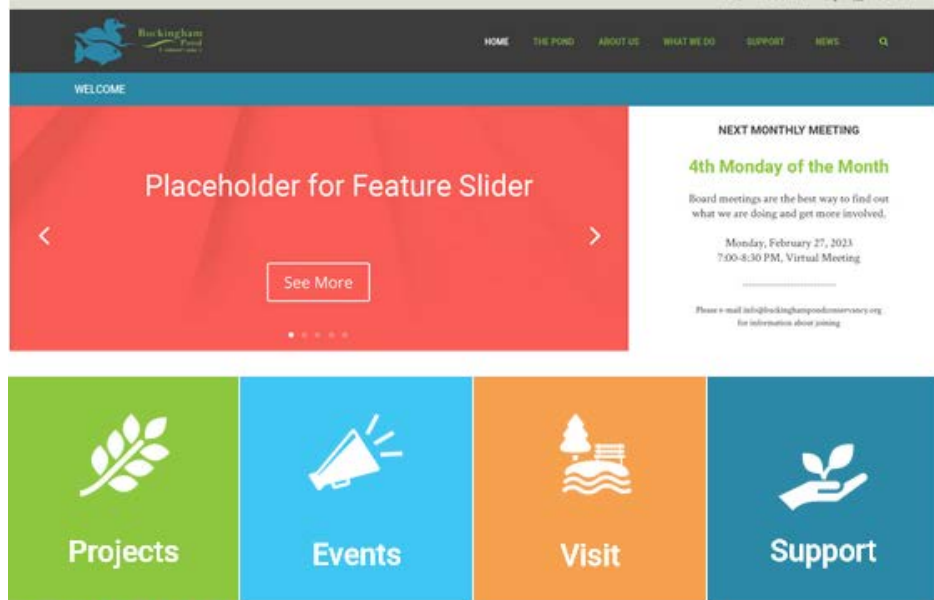 Buckingham
Pond
HOME THE POND ABOUT US WHAT WE DO SUPPORT NEWS
WELCOME
Placeholder for Feature Slider
See More
NEXT MONTHLY MEETING
4th Monday of the Month
Board meetings are the best way to find out
what we are doing and get more involved.
Monday, February 27, 2023
7:00-8:30 PM, Virtual Meeting
Please e-mail info@buckinghampondconservancy.org
for information about joining
Projects
Events
Visit
Support